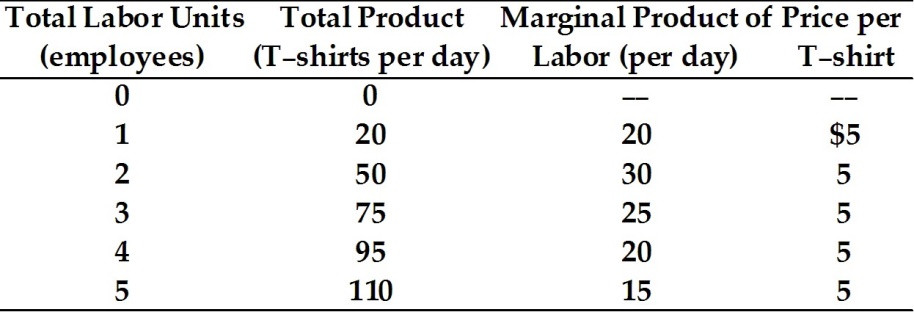 Total Labor Units Total Product Marginal Product of Price per
(employees) (T-shirts per day) Labor (per day) T-shirt
0 0 — —
1 20 20 $5
2 50 30 5
3 75 25 5
4 95 20 5
5 110 15 5